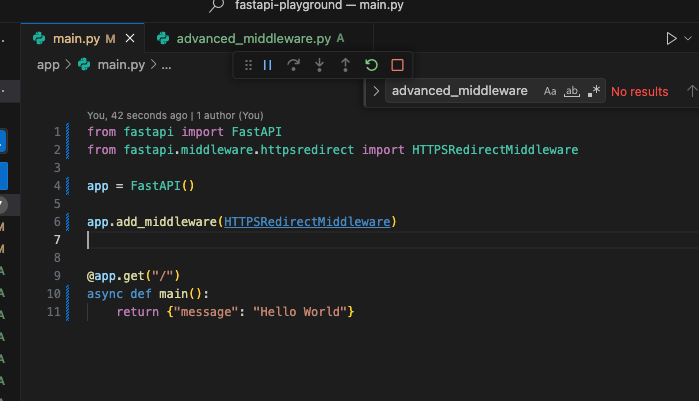 fastapi-playground — main.py
main.py M
advanced_middleware.py A
app > main.py > ...
advanced_middleware Aa ab No results
You, 42 seconds ago | 1 author (You)
1 from fastapi import FastAPI
2 from fastapi.middleware.httpsredirect import HTTPSRedirectMiddleware
3
4 app = FastAPI()
5
6 app.add_middleware(HTTPSRedirectMiddleware)
7
8
9 @app.get("/")
10 async def main():
11     return {"message": "Hello World"}
M
M
A
A
A
A
A
A